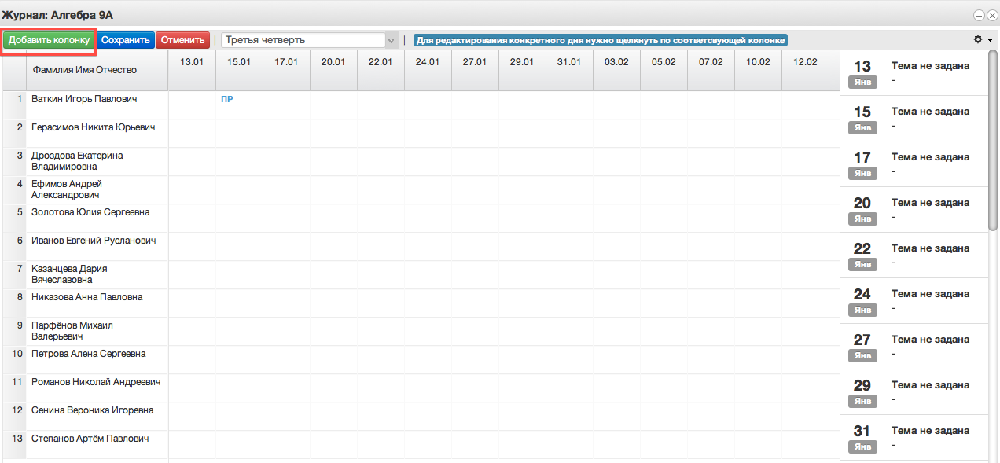 Журнал: Алгебра 9А
Добавить колонку Сохранить Отменить | Третья четверть | Для редактирования конкретного дня нужно щелкнуть по соответсвующей колонке
Фамилия Имя Отчество 13.01 15.01 17.01 20.01 22.01 24.01 27.01 29.01 31.01 03.02 05.02 07.02 10.02 12.02
1 Ваткин Игорь Павлович ПР
2 Герасимов Никита Юрьевич
3 Дроздова Екатерина
Владимировна
4 Ефимов Андрей
Александрович
5 Золотова Юлия Сергеевна
6 Иванов Евгений Русланович
7 Казанцева Дария
Вячеславовна
8 Никазова Анна Павловна
9 Парфёнов Михаил
Валерьевич
10 Петрова Алена Сергеевна
11 Романов Николай Андреевич
12 Сенина Вероника Игоревна
13 Степанов Артём Павлович
13 Тема не задана
Янв -
15 Тема не задана
Янв -
17 Тема не задана
Янв -
20 Тема не задана
Янв -
22 Тема не задана
Янв -
24 Тема не задана
Янв -
27 Тема не задана
Янв -
29 Тема не задана
Янв -
31 Тема не задана
Янв -